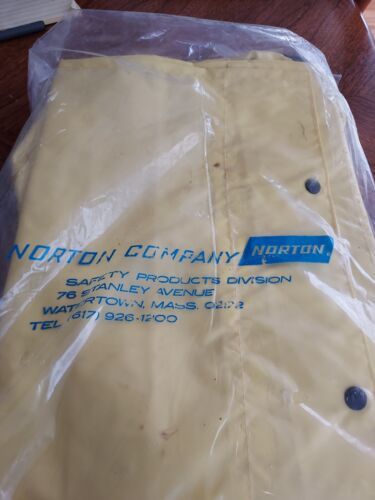 NORTON COMPANY NORTON
SAFETY PRODUCTS DIVISION
76 STANLEY AVENUE
WATERTOWN, MASS.
TEL (617) 926-1200